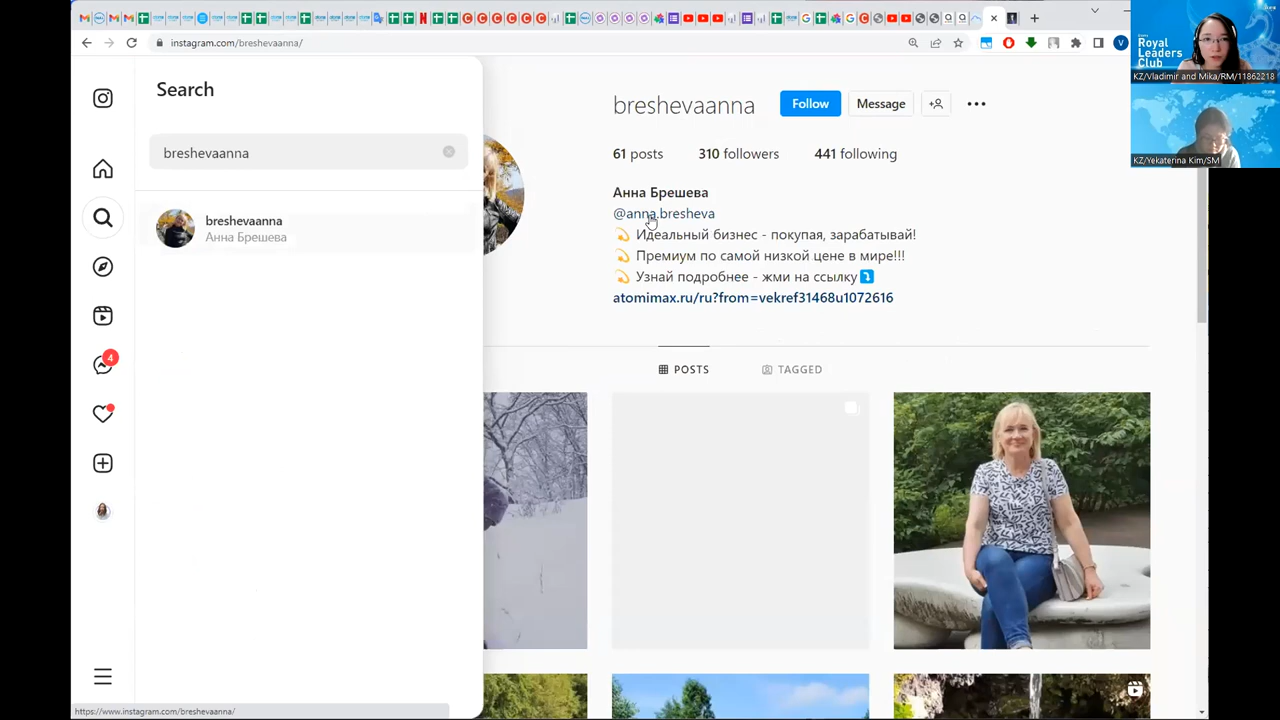 instagram.com/breshevaanna/
Royal
Leaders
Club
KZ/Vladimir and Mika/RM/11862218
KZ/Yekaterina Kim/SM
Search
breshevaanna
breshevaanna
Анна Брешева
4
breshevaanna
Follow
Message
61 posts 310 followers 441 following
Анна Брешева
@anna.bresheva
Идеальный бизнес - покупая, зарабатывай!
Премиум по самой низкой цене в мире!!!
Узнай подробнее - жми на ссылку
atomimax.ru/ru?from=vekref31468u1072616
POSTS TAGGED
https://www.instagram.com/breshevaanna/